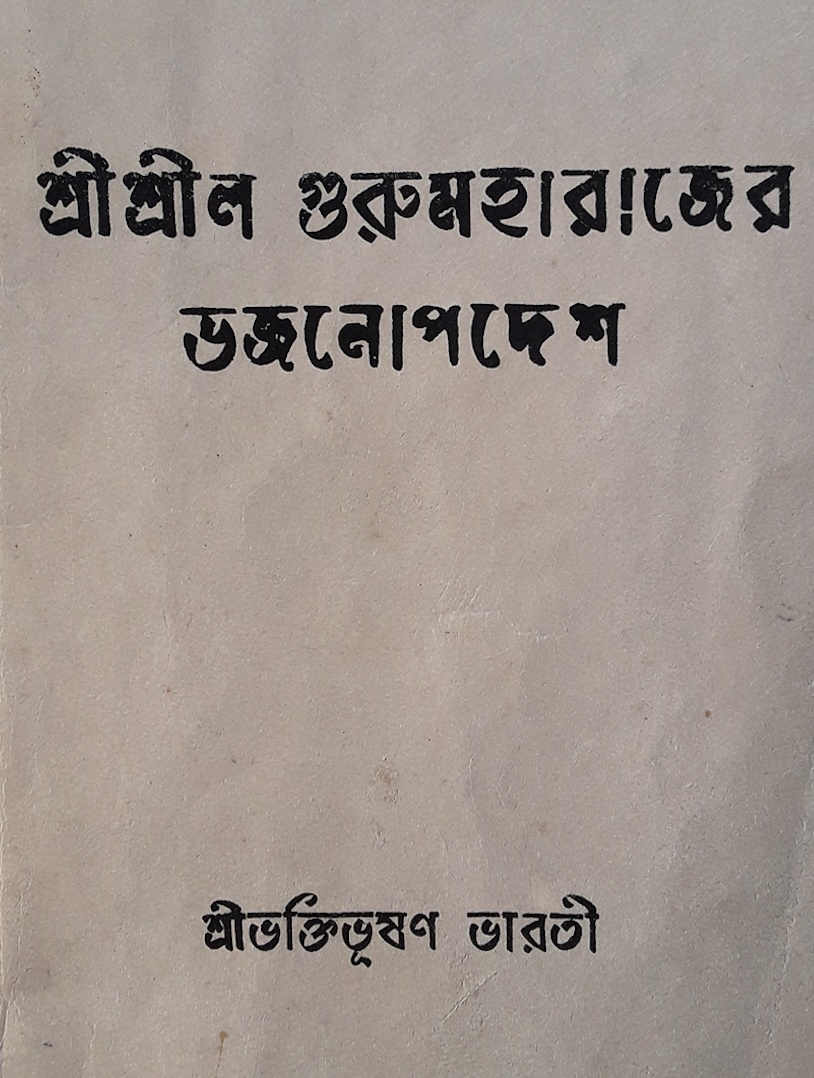 শ্রীশ্রীল গুরুমহারাজের
ভজনোপদেশ
শ্রীভক্তিভূষণ ভারতী